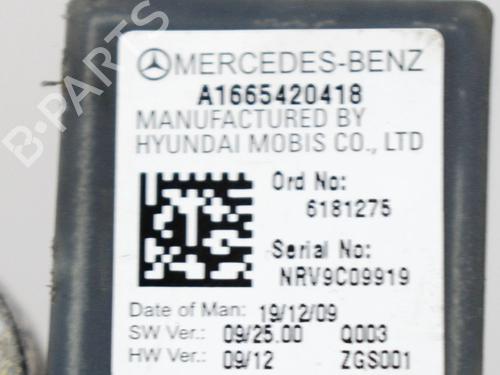 MERCEDES-BENZ
A1665420418
MANUFACTURED BY
HYUNDAI MOBIS CO., LTD
Ord No:
6181275
Serial No:
NRV9C09919
Date of Man: 19/12/09
SW Ver.: 09/25.00 Q003
HW Ver.: 09/12 ZGS001
B-PARTS